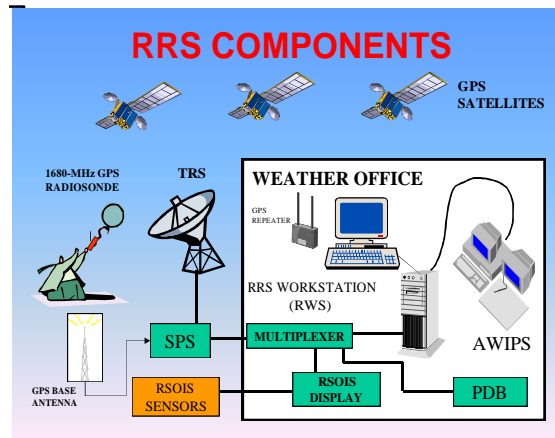 RRS COMPONENTS
GPS
SATELLITES
1680-MHz GPS
RADIOSONDE
TRS
WEATHER OFFICE
GPS
REPEATER
RRS WORKSTATION
(RWS)
AWIPS
SPS
MULTIPLEXER
GPS BASE
ANTENNA
RSOIS
SENSORS
RSOIS
DISPLAY
PDB